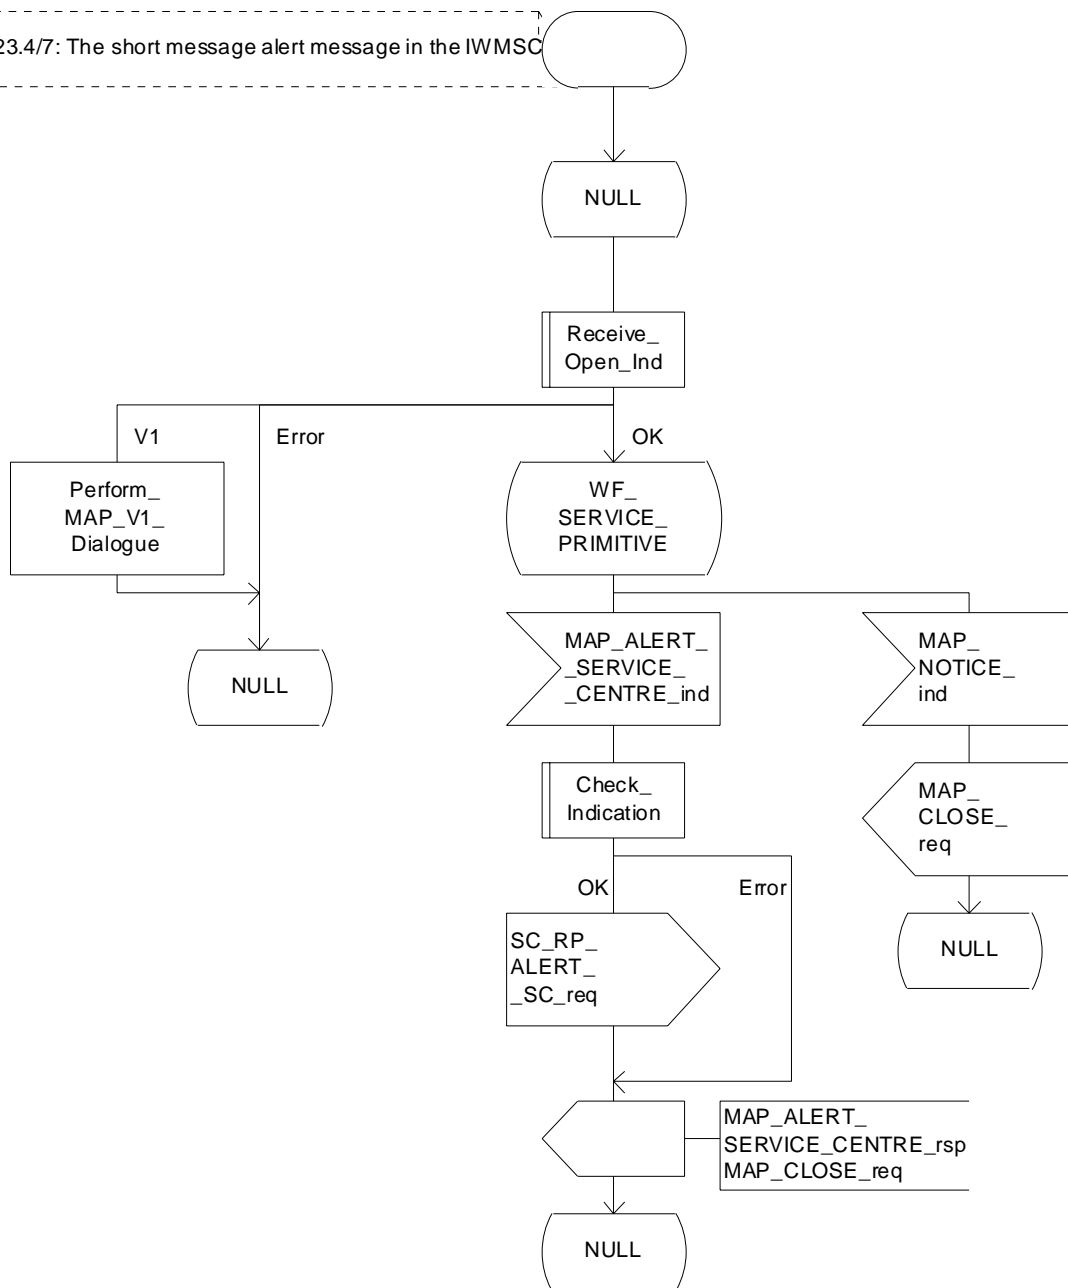 23.4/7: The short message alert message in the IWMSC
NULL
Receive_
Open_Ind
V1
Error
OK
Perform_
MAP_V1_
Dialogue
WF_
SERVICE_
PRIMITIVE
NULL
MAP_ALERT_
_SERVICE_
_CENTRE_ind
MAP_
NOTICE_
ind
Check_
Indication
MAP_
CLOSE_
req
OK
Error
SC_RP_
ALERT_
_SC_req
NULL
MAP_ALERT_
SERVICE_CENTRE_rsp
MAP_CLOSE_req
NULL